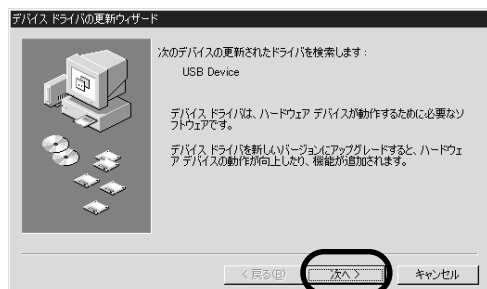 デバイス ドライバの更新ウィザード
次のデバイスの更新されたドライバを検索します：
USB Device
デバイス ドライバは、ハードウェア デバイスが動作するために必要なソ
フトウェアです。
デバイス ドライバを新しいバージョンにアップグレードすると、ハードウェ
ア デバイスの動作が向上したり、機能が追加されます。
< 戻る(B)
次へ >
キャンセル